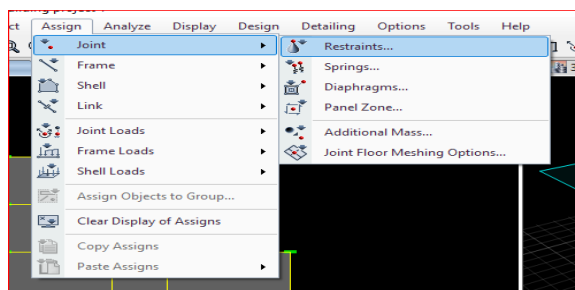 Assign Analyze Display Design Detailing Options Tools Help
Joint
Frame
Shell
Link
Joint Loads
Frame Loads
Shell Loads
Assign Objects to Group...
Clear Display of Assigns
Copy Assigns
Paste Assigns
Restraints...
Springs...
Diaphragms...
Panel Zone...
Additional Mass...
Joint Floor Meshing Options...